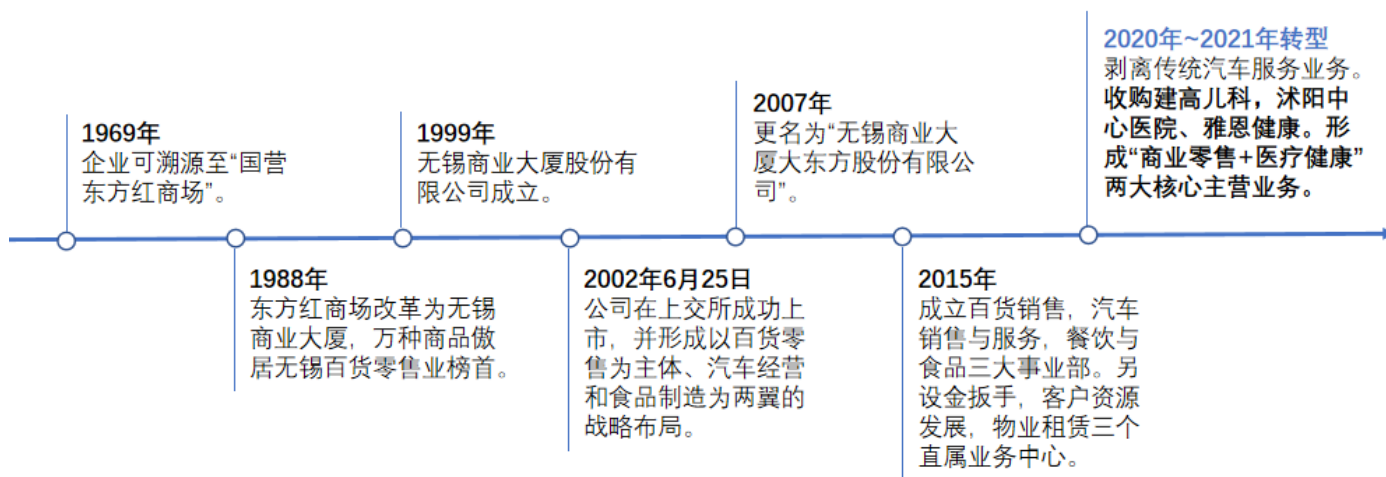 1969年
企业可溯源至“国营
东方红商场”。
1988年
东方红商场改革为无锡
商业大厦，万种商品傲
居无锡百货零售业榜首。
1999年
无锡商业大厦股份有
限公司成立。
2002年6月25日
公司在上交所成功上
市，并形成以百货零
售为主体、汽车经营
和食品制造为两翼的
战略布局。
2007年
更名为“无锡商业大
厦大东方股份有限公
司”。
2015年
成立百货销售，汽车
销售与服务，餐饮与
食品三大事业部。另
设金扳手，客户资源
发展，物业租赁三个
直属业务中心。
2020年~2021年转型
剥离传统汽车服务业务。
收购建高儿科，沭阳中
心医院、雅恩健康。形
成“商业零售+医疗健康”
两大核心主营业务。